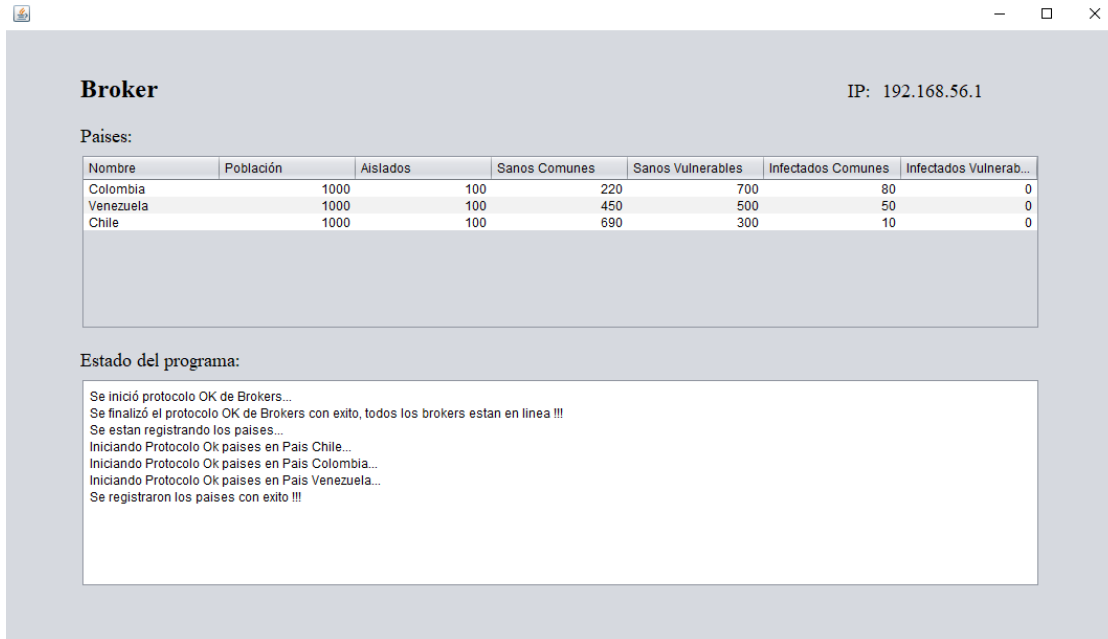 Broker
IP: 192.168.56.1
Paises:
Nombre Población Aislados Sanos Comunes Sanos Vulnerables Infectados Comunes Infectados Vulnerab...
Colombia 1000 100 220 700 80 0
Venezuela 1000 100 450 500 50 0
Chile 1000 100 690 300 10 0
Estado del programa:
Se inició protocolo OK de Brokers...
Se finalizó el protocolo OK de Brokers con exito, todos los brokers estan en linea !!!
Se estan registrando los paises...
Iniciando Protocolo Ok paises en Pais Chile...
Iniciando Protocolo Ok paises en Pais Colombia...
Iniciando Protocolo Ok paises en Pais Venezuela...
Se registraron los paises con exito !!!